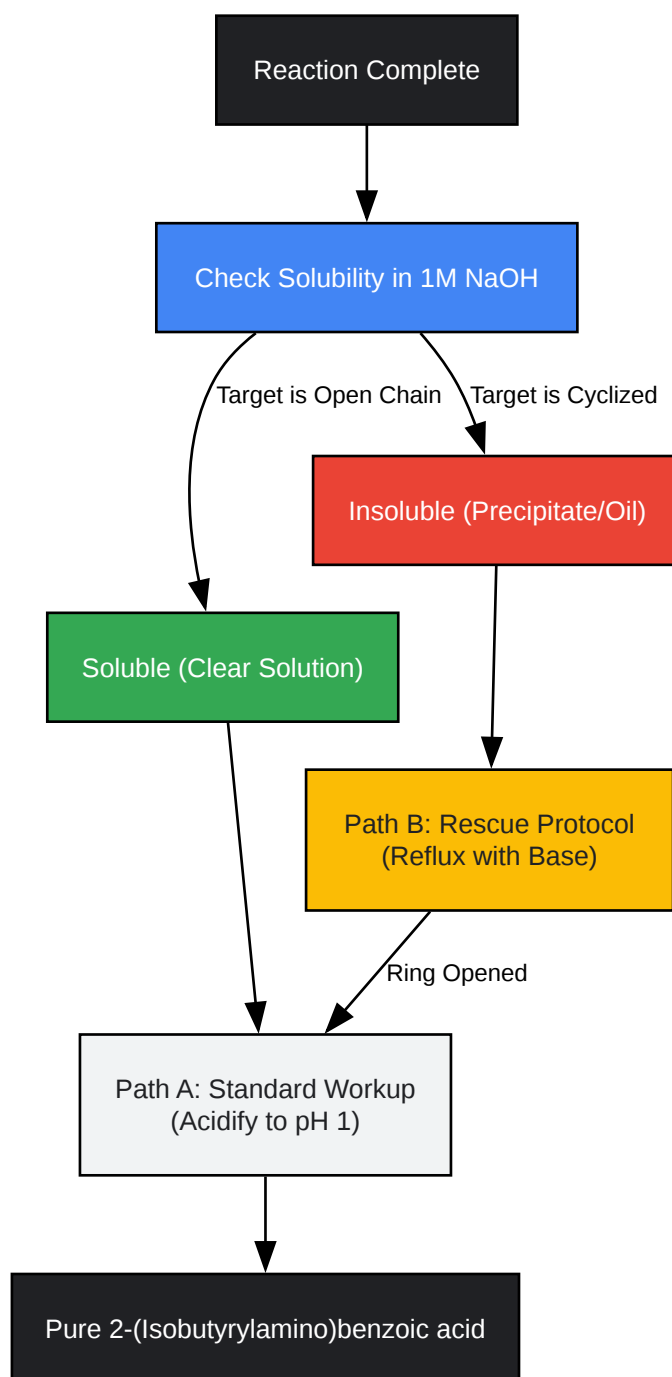 Reaction Complete
Check Solubility in 1M NaOH
Target is Open Chain
Target is Cyclized
Insoluble (Precipitate/Oil)
Soluble (Clear Solution)
Path B: Rescue Protocol
(Reflux with Base)
Ring Opened
Path A: Standard Workup
(Acidify to pH 1)
Pure 2-(Isobutyrylamino)benzoic acid